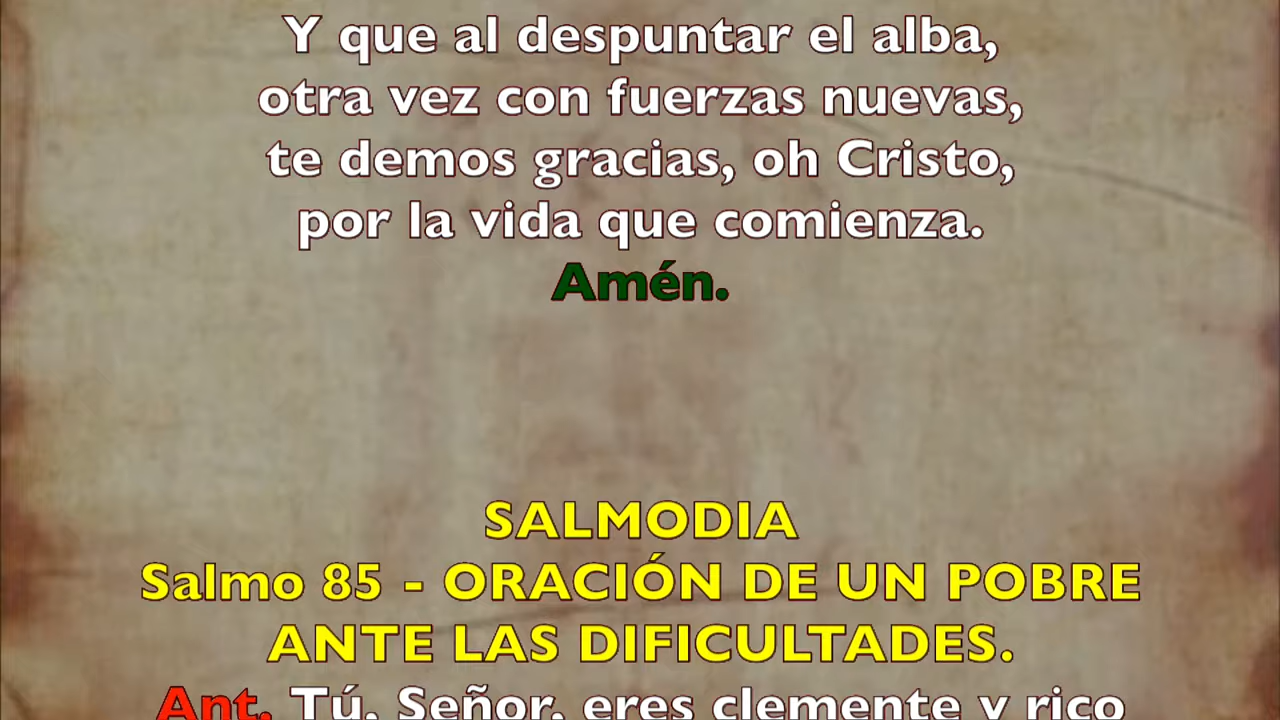 Y que al despuntar el alba,
otra vez con fuerzas nuevas,
te demos gracias, oh Cristo,
por la vida que comienza.
Amén.
SALMODIA
Salmo 85 - ORACIÓN DE UN POBRE
ANTE LAS DIFICULTADES.
Ant. Tú, Señor, eres clemente y rico